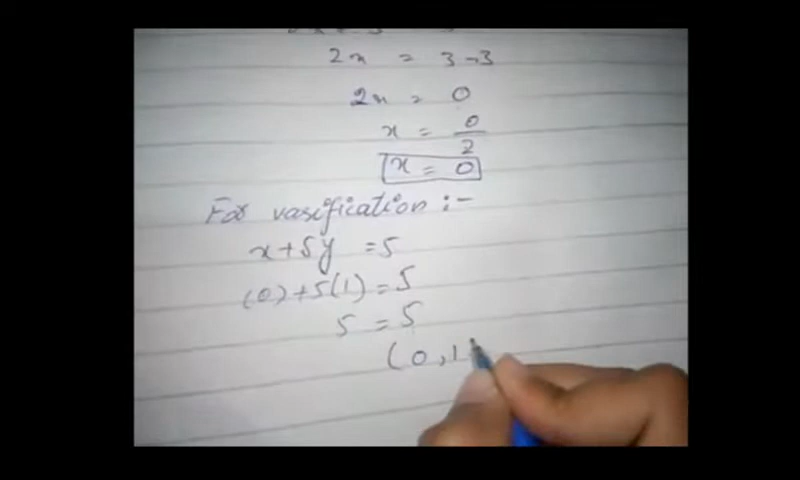 2x = 3-3
2x = 0
x = 0/2
x = 0
For vasification :-
x+5y = 5
(0)+5(1) = 5
5 = 5
(0,1